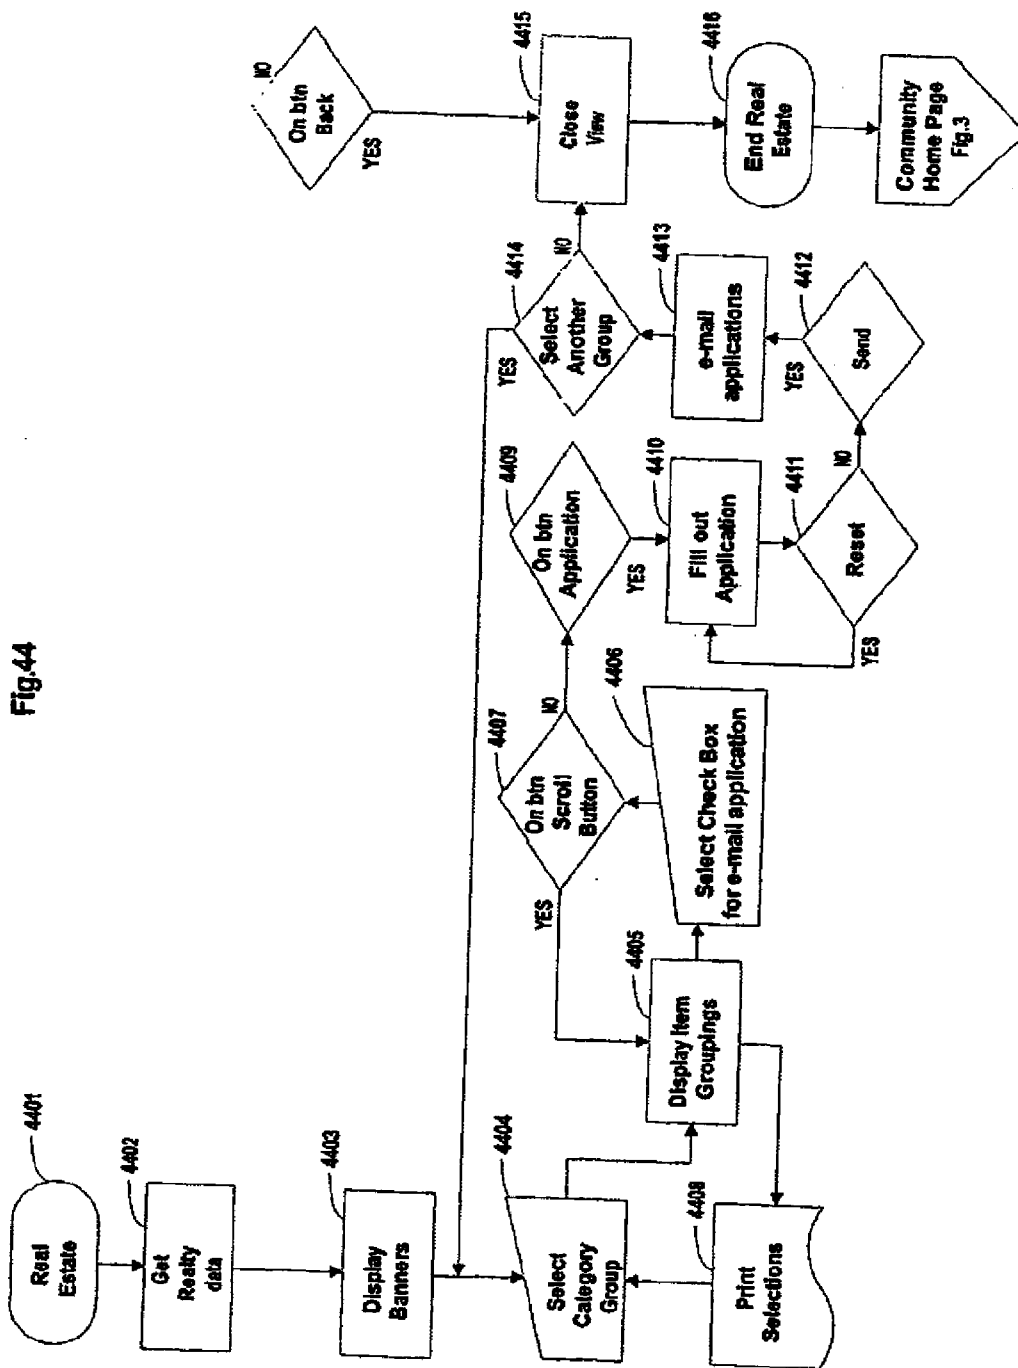 Fig.44
4401
Real
Estate
4402
Get
Realty
data
4403
Display
Banners
4404
Select
Category
Group
4408
Print
Selections
4405
Display Item
Groupings
4406
Select Check Box
for e-mail application
4407
On btn
Scroll
Button
YES
NO
4409
On btn
Application
YES
4410
Fill out
Application
4411
Reset
YES
NO
4412
Send
YES
4413
e-mail
applications
4414
Select
Another
Group
YES
NO
On btn
Back
NO
YES
4415
Close
View
4416
End Real
Estate
Community
Home Page
Fig.3